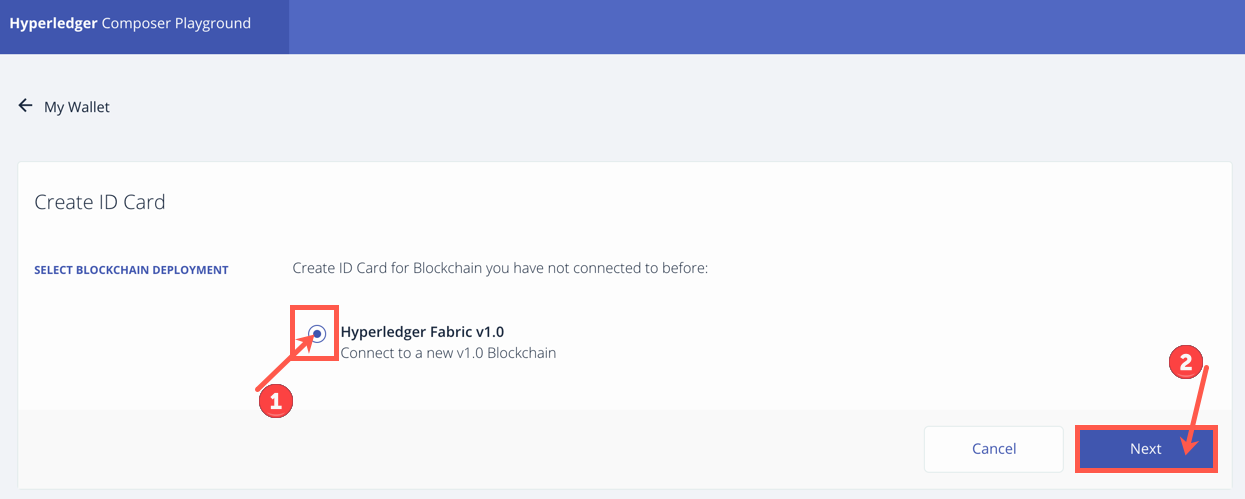 Hyperledger Composer Playground
My Wallet
Create ID Card
SELECT BLOCKCHAIN DEPLOYMENT
Create ID Card for Blockchain you have not connected to before:
Hyperledger Fabric v1.0
Connect to a new v1.0 Blockchain
1
2
Cancel
Next